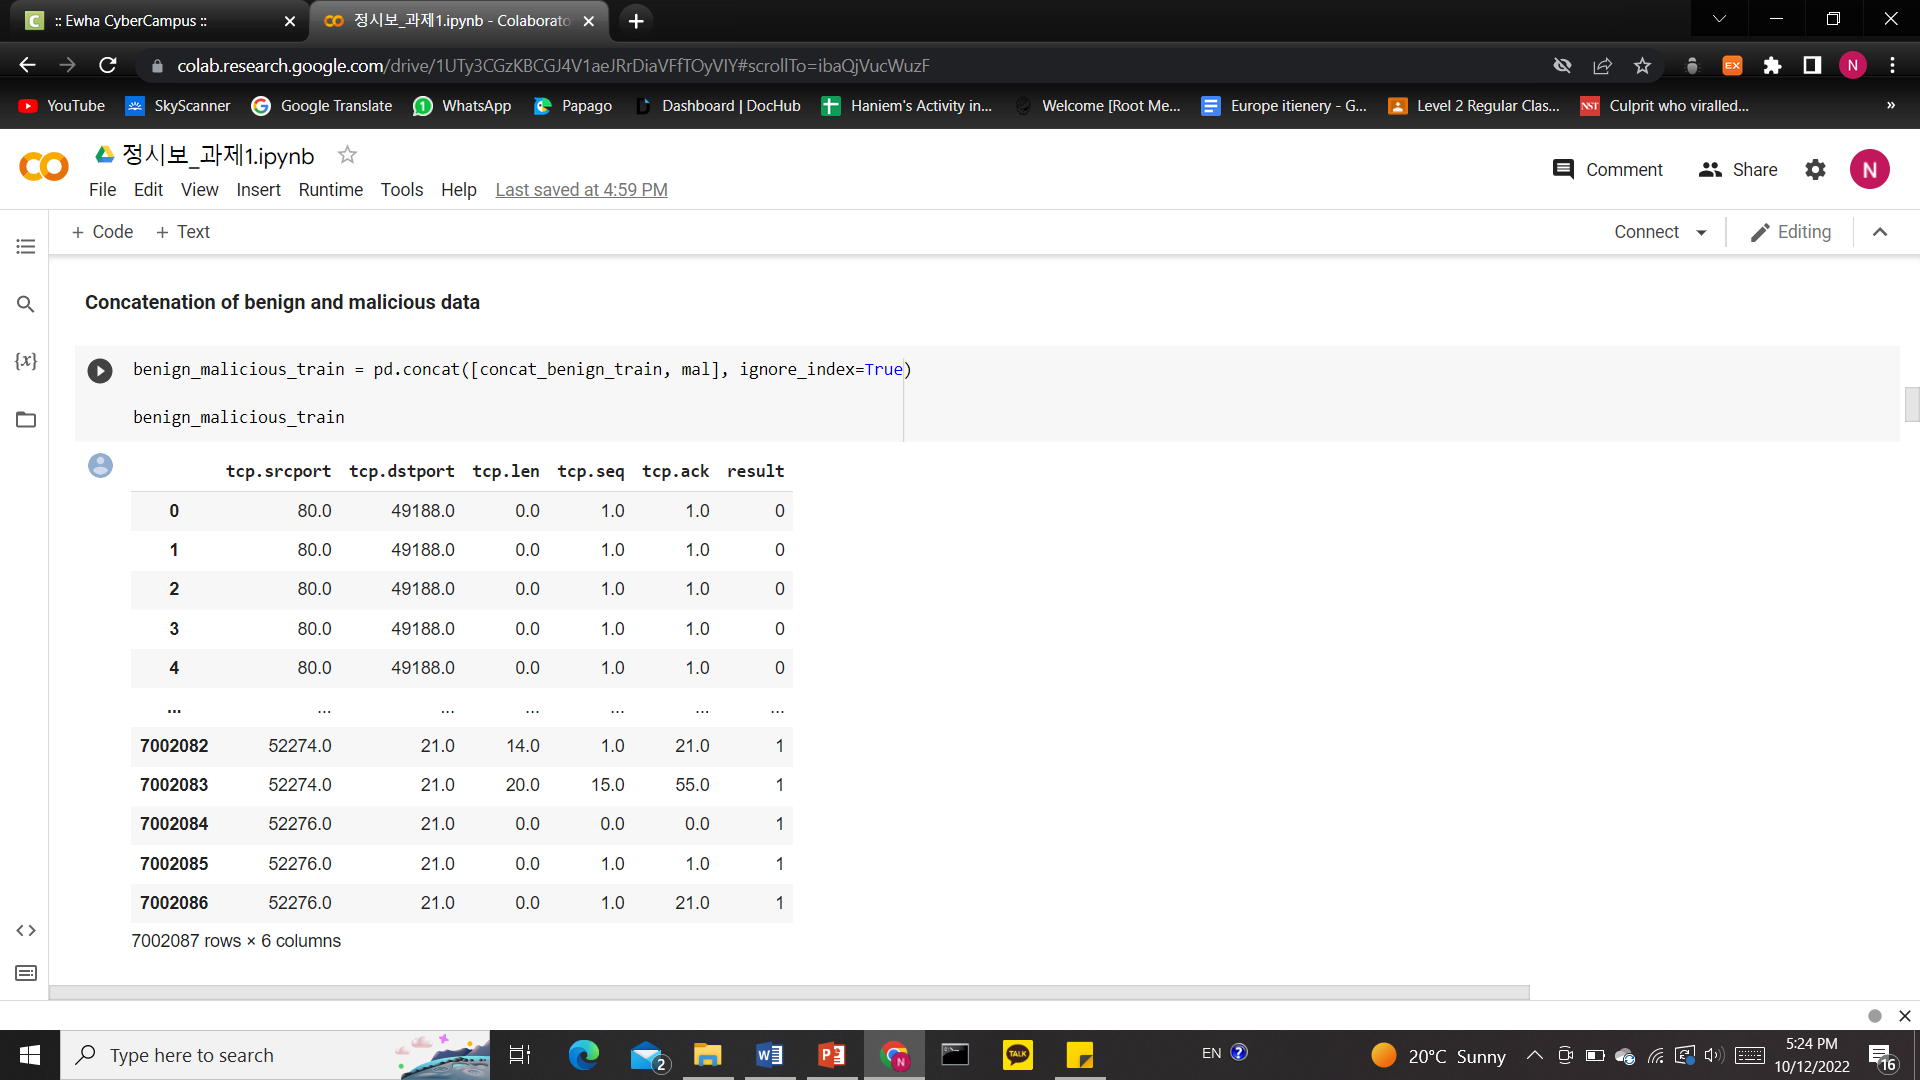 :: Ewha CyberCampus ::
정시보_과제1.ipynb - Colaborato
colab.research.google.com/drive/1UTy3CGzKBCGJ4V1aeJRrDiaVFfTOyVIY#scrollTo=ibaQjVucWuzF
EX
N
YouTube
SkyScanner
Google Translate
WhatsApp
Papago
Dashboard | DocHub
Haniem's Activity in...
Welcome [Root Me...
Europe itienery - G...
Level 2 Regular Clas...
NST
Culprit who viralled...
»
정시보_과제1.ipynb
Comment
Share
N
File Edit View Insert Runtime Tools Help Last saved at 4:59 PM
+ Code + Text
Connect
Editing
Concatenation of benign and malicious data
{x}
benign_malicious_train = pd.concat([concat_benign_train, mal], ignore_index=True)
benign_malicious_train
tcp.srcport tcp.dstport tcp.len tcp.seq tcp.ack result
0 80.0 49188.0 0.0 1.0 1.0 0
1 80.0 49188.0 0.0 1.0 1.0 0
2 80.0 49188.0 0.0 1.0 1.0 0
3 80.0 49188.0 0.0 1.0 1.0 0
4 80.0 49188.0 0.0 1.0 1.0 0
... ... ... ... ... ... ...
7002082 52274.0 21.0 14.0 1.0 21.0 1
7002083 52274.0 21.0 20.0 15.0 55.0 1
7002084 52276.0 21.0 0.0 0.0 0.0 1
7002085 52276.0 21.0 0.0 1.0 1.0 1
7002086 52276.0 21.0 0.0 1.0 21.0 1
7002087 rows × 6 columns
Type here to search
2
TALK
EN
20°C Sunny
5:24 PM
10/12/2022
16